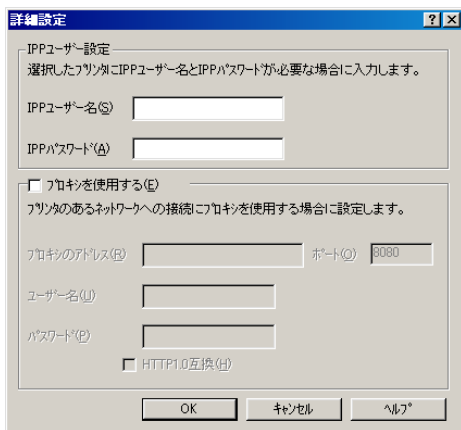 詳細設定
IPPユーザー設定
選択したプリンタにIPPユーザー名とIPPパスワードが必要な場合に入力します。
IPPユーザー名(S)
IPPパスワード(A)
プロキシを使用する(E)
プリンタのあるネットワークへの接続にプロキシを使用する場合に設定します。
プロキシのアドレス(R) ポート(O) 8080
ユーザー名(U)
パスワード(P)
HTTP1.0互換(H)
OK キャンセル ヘルプ